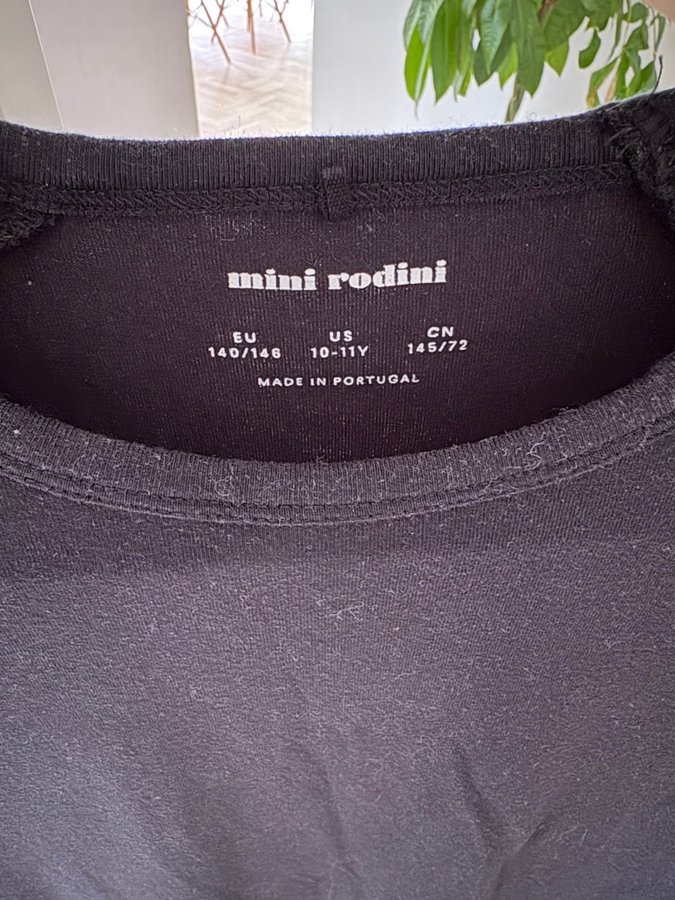 mini rodini
EU US CN
140/146 10-11Y 145/72
MADE IN PORTUGAL